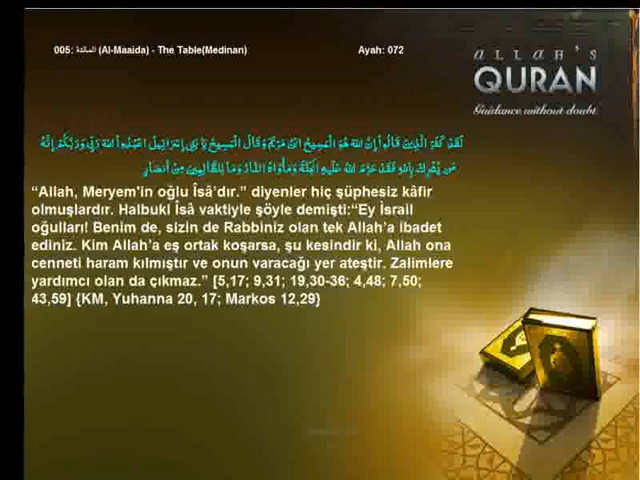 005: المائدة (Al-Maaida) - The Table(Medinan)
Ayah: 072
ALLAH'S
QURAN
Guidance without doubt
لَقَدْ كَفَرَ الَّذِينَ قَالُوا إِنَّ اللَّهَ هُوَ الْمَسِيحُ ابْنُ مَرْيَمَ وَقَالَ الْمَسِيحُ يَا بَنِي إِسْرَائِيلَ اعْبُدُوا اللَّهَ رَبِّي وَرَبَّكُمْ إِنَّهُ
مَن يُشْرِكْ بِاللَّهِ فَقَدْ حَرَّمَ اللَّهُ عَلَيْهِ الْجَنَّةَ وَمَأْوَاهُ النَّارُ وَمَا لِلظَّالِمِينَ مِنْ أَنصَارٍ
“Allah, Meryem'in oğlu Îsâ’dır.” diyenler hiç şüphesiz kâfir
olmuşlardır. Halbuki Îsâ vaktiyle şöyle demişti:“Ey İsrail
oğulları! Benim de, sizin de Rabbiniz olan tek Allah’a ibadet
ediniz. Kim Allah’a eş ortak koşarsa, şu kesindir ki, Allah ona
cenneti haram kılmıştır ve onun varacağı yer ateştir. Zalimlere
yardımcı olan da çıkmaz.” [5,17; 9,31; 19,30-36; 4,48; 7,50;
43,59] {KM, Yuhanna 20, 17; Markos 12,29}